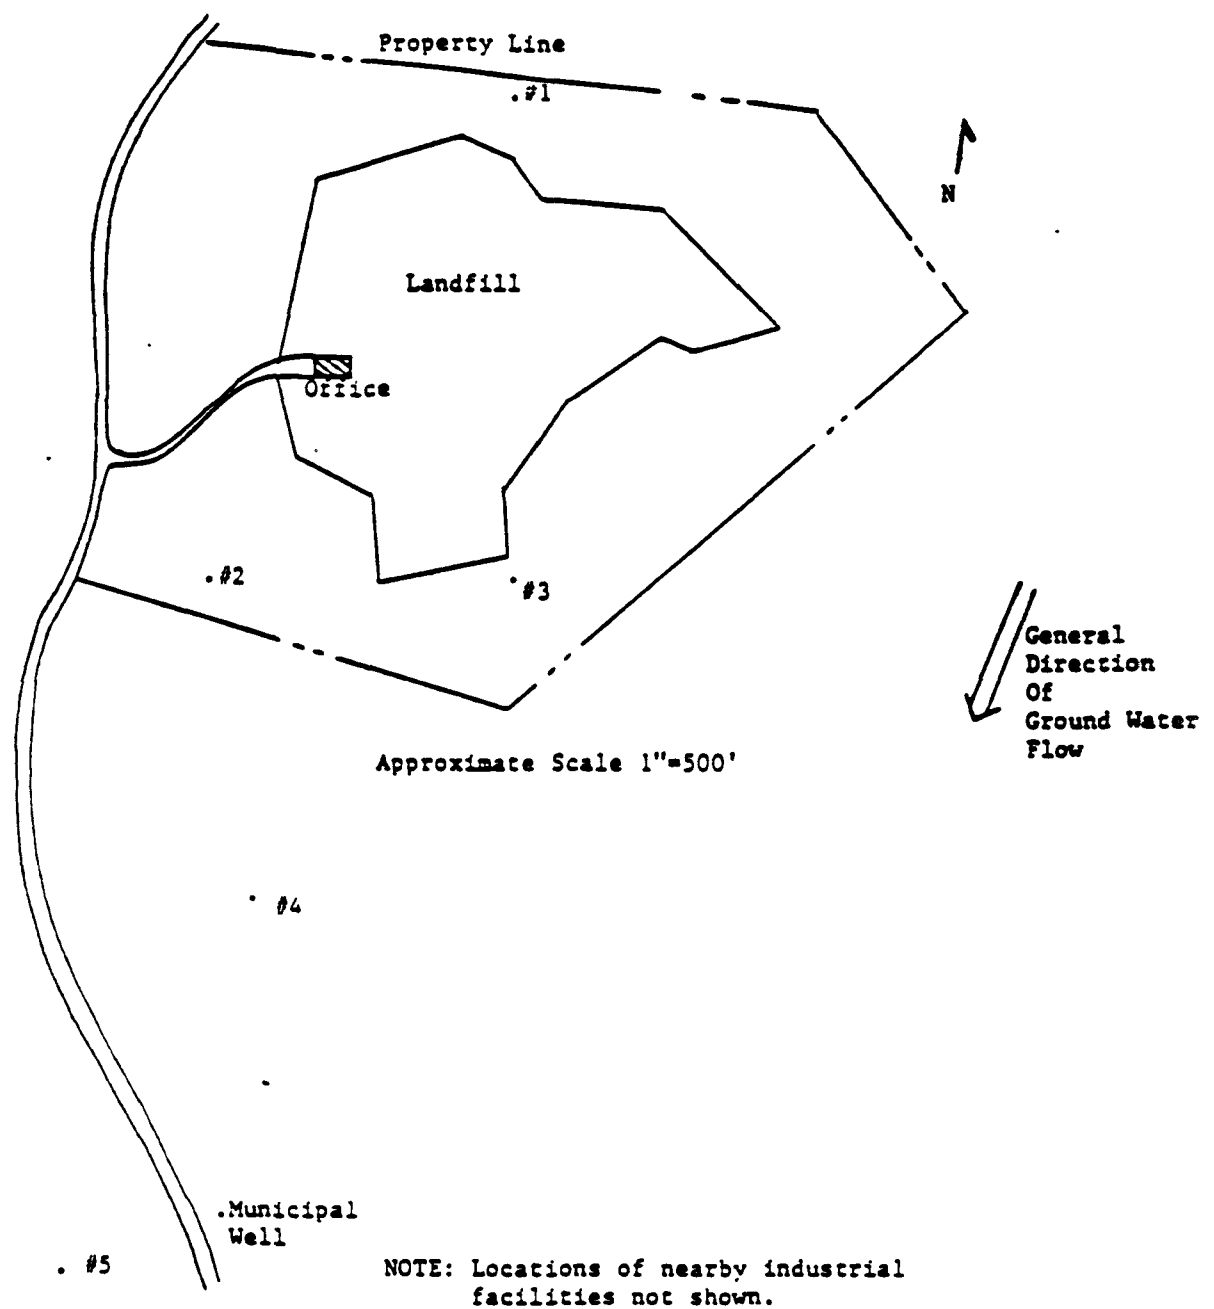 Property Line
#1
N
Landfill
Office
#2
#3
General
Direction
Of
Ground Water
Flow
Approximate Scale 1"=500'
#4
Municipal
Well
#5
NOTE: Locations of nearby industrial
facilities not shown.